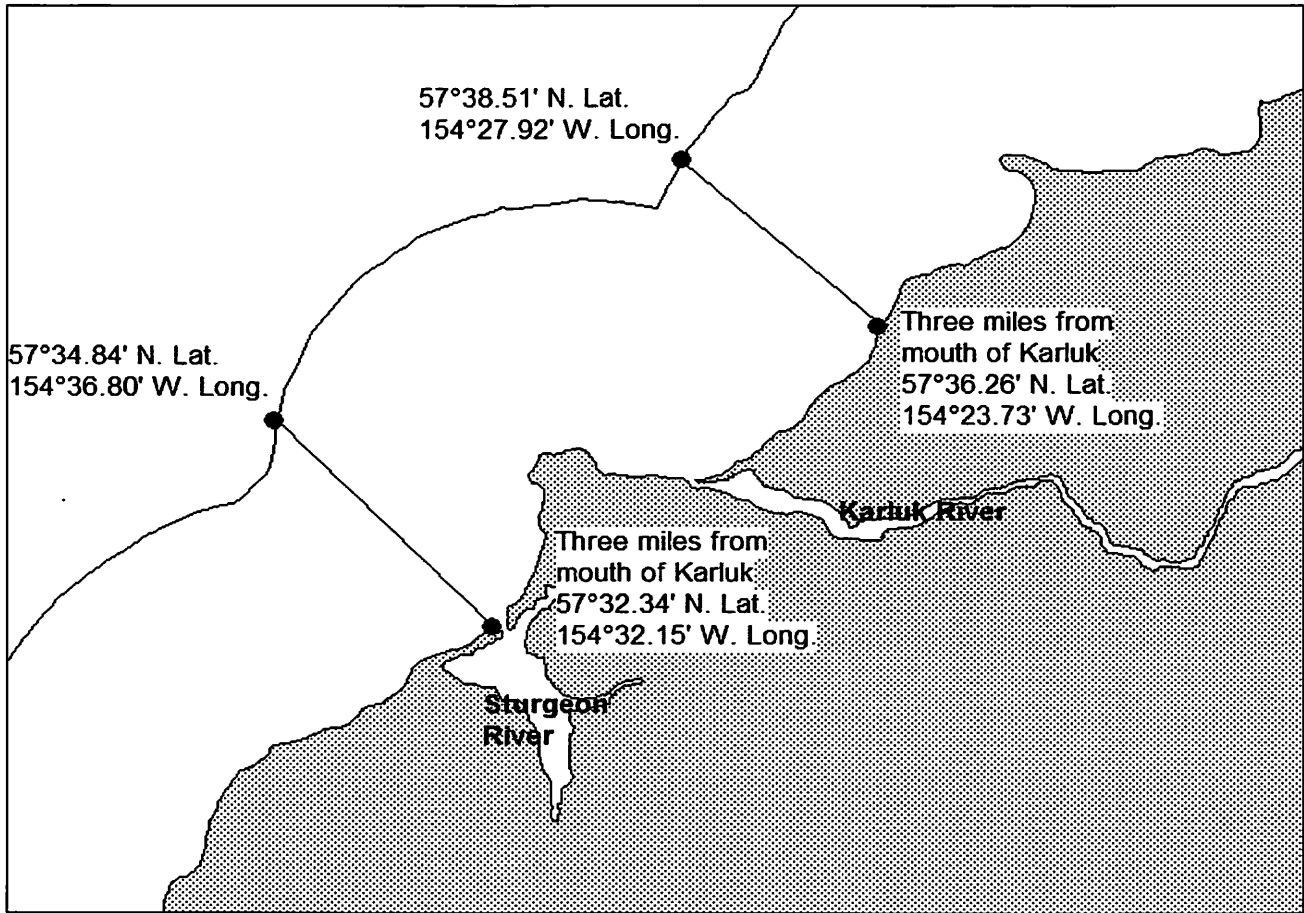 57°38.51' N. Lat.
154°27.92' W. Long.
57°34.84' N. Lat.
154°36.80' W. Long.
Three miles from
mouth of Karluk
57°36.26' N. Lat.
154°23.73' W. Long.
Karluk River
Three miles from
mouth of Karluk
57°32.34' N. Lat.
154°32.15' W. Long.
Sturgeon
River